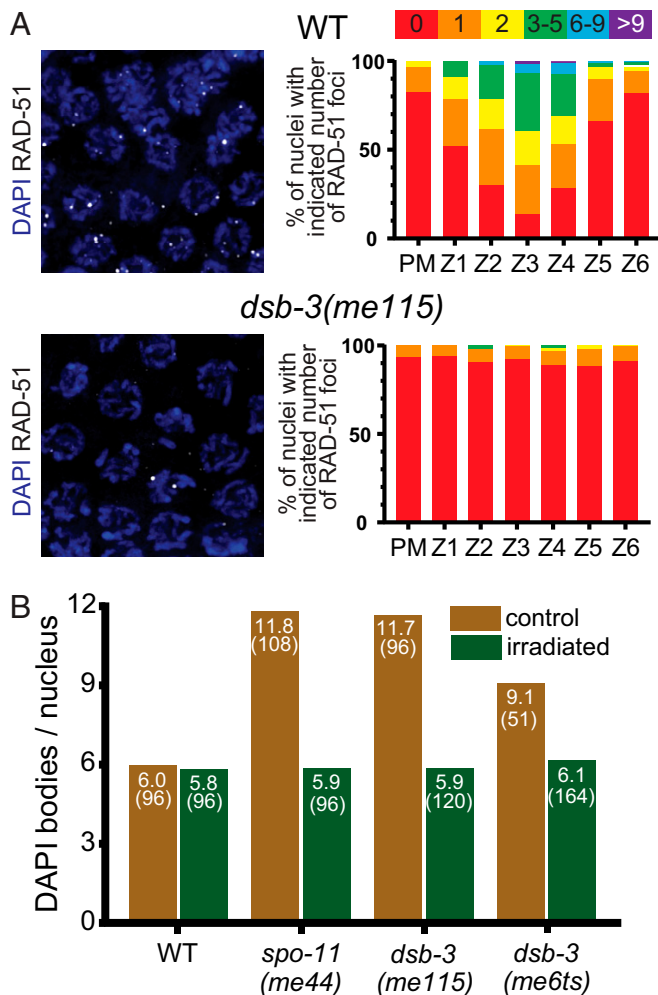 A
WT
0 1 2 3-5 6-9 >9
DAPI RAD-51
% of nuclei with
indicated number
of RAD-51 foci
100
50
0
PM Z1 Z2 Z3 Z4 Z5 Z6
dsb-3(me115)
DAPI RAD-51
% of nuclei with
indicated number
of RAD-51 foci
100
50
0
PM Z1 Z2 Z3 Z4 Z5 Z6
B
DAPI bodies / nucleus
12
9
6
3
0
control
irradiated
6.0
(96)
5.8
(96)
11.8
(108)
5.9
(96)
11.7
(96)
5.9
(120)
9.1
(51)
6.1
(164)
WT
spo-11
(me44)
dsb-3
(me115)
dsb-3
(me6ts)